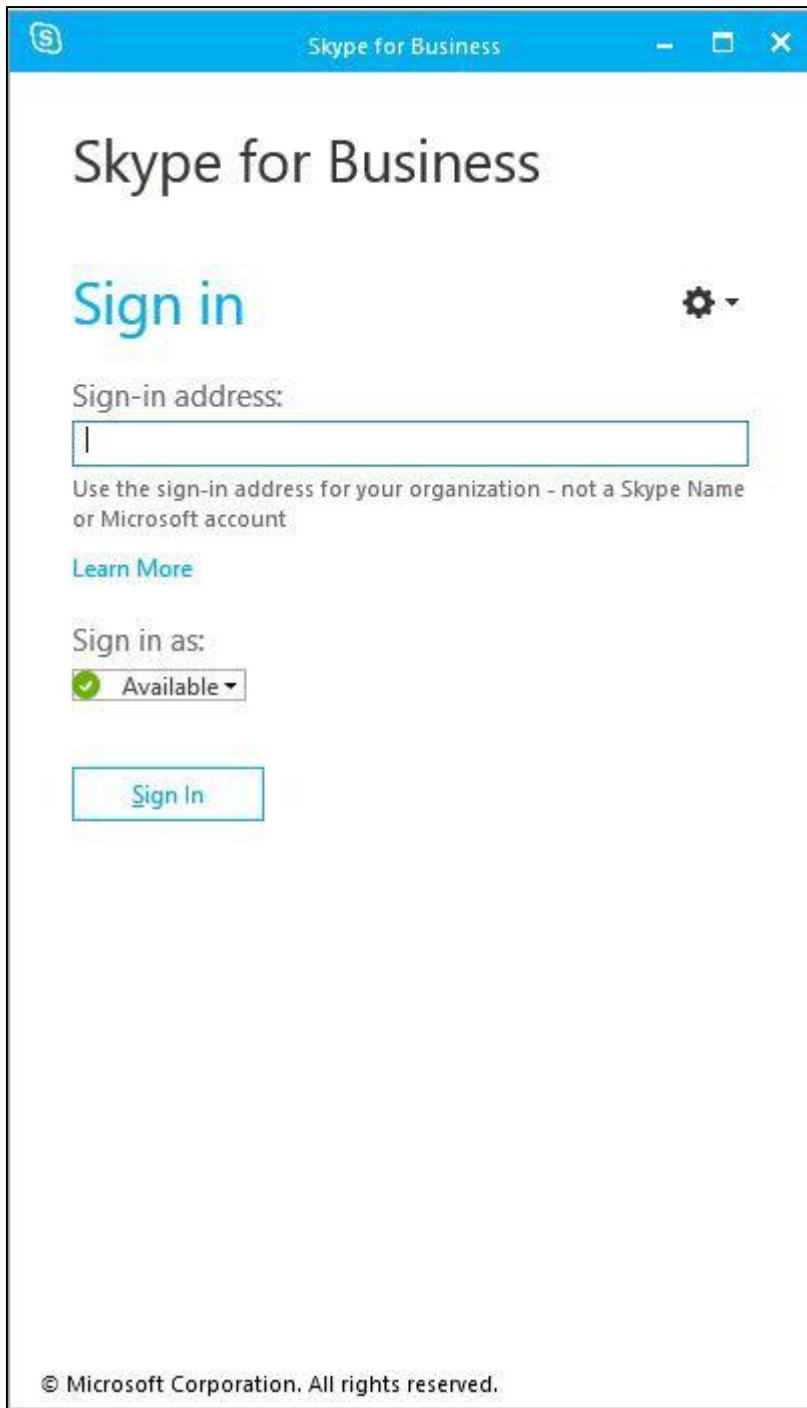 Skype for Business
Skype for Business
Sign in
Sign-in address:
Use the sign-in address for your organization - not a Skype Name
or Microsoft account
Learn More
Sign in as:
Available
Sign In
© Microsoft Corporation. All rights reserved.